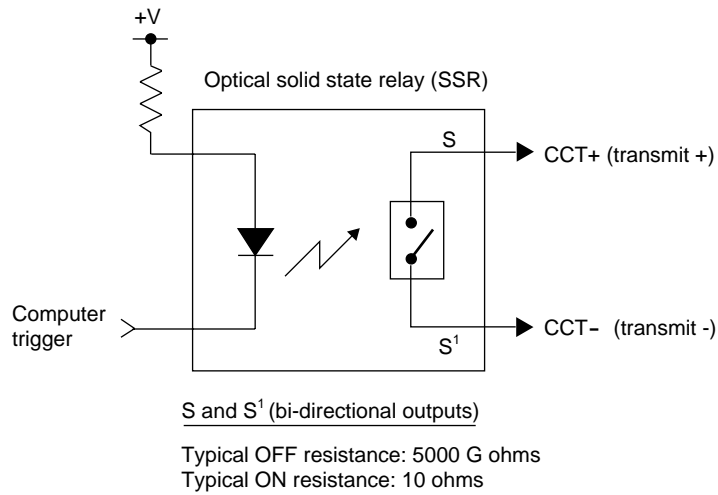 +V
Optical solid state relay (SSR)
S
CCT+ (transmit +)
Computer
trigger
CCT– (transmit -)
S¹
S and S¹ (bi-directional outputs)
Typical OFF resistance: 5000 G ohms
Typical ON resistance: 10 ohms